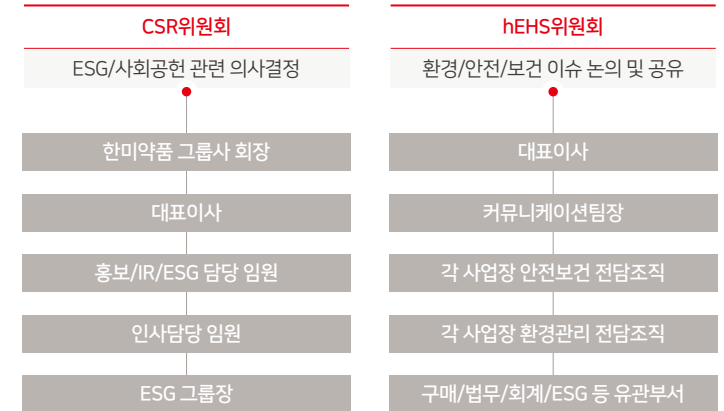 CSR위원회
ESG/사회공헌 관련 의사결정
한미약품 그룹사 회장
대표이사
홍보/IR/ESG 담당 임원
인사담당 임원
ESG 그룹장
hEHS위원회
환경/안전/보건 이슈 논의 및 공유
대표이사
커뮤니케이션팀장
각 사업장 안전보건 전담조직
각 사업장 환경관리 전담조직
구매/법무/회계/ESG 등 유관부서